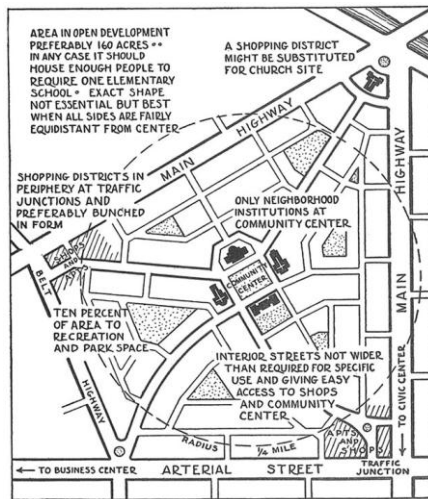 AREA IN OPEN DEVELOPMENT
PREFERABLY 160 ACRES **
IN ANY CASE IT SHOULD
HOUSE ENOUGH PEOPLE TO
REQUIRE ONE ELEMENTARY
SCHOOL * EXACT SHAPE
NOT ESSENTIAL BUT BEST
WHEN ALL SIDES ARE FAIRLY
EQUIDISTANT FROM CENTER
A SHOPPING DISTRICT
MIGHT BE SUBSTITUTED
FOR CHURCH SITE
MAIN HIGHWAY
HIGHWAY
MAIN
SHOPPING DISTRICTS IN
PERIPHERY AT TRAFFIC
JUNCTIONS AND
PREFERABLY BUNCHED
IN FORM
ONLY NEIGHBORHOOD
INSTITUTIONS AT
COMMUNITY CENTER
SHOPS
AND
APTS
BELT
HIGHWAY
COMMUNITY
CENTER
TEN PERCENT
OF AREA TO
RECREATION
AND PARK SPACE
INTERIOR STREETS NOT WIDER
THAN REQUIRED FOR SPECIFIC
USE AND GIVING EASY
ACCESS TO SHOPS
AND COMMUNITY
CENTER
TO CIVIC CENTER
RADIUS 1/4 MILE
APTS
AND
SHOPS
TO BUSINESS CENTER
ARTERIAL STREET
TRAFFIC
JUNCTION